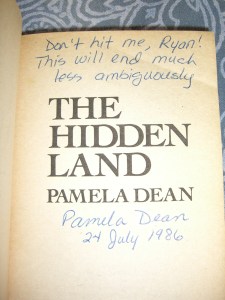 Don't hit me, Ryan!
This will end much
less ambiguously
THE
HIDDEN
LAND
PAMELA DEAN
Pamela Dean
24 July 1986